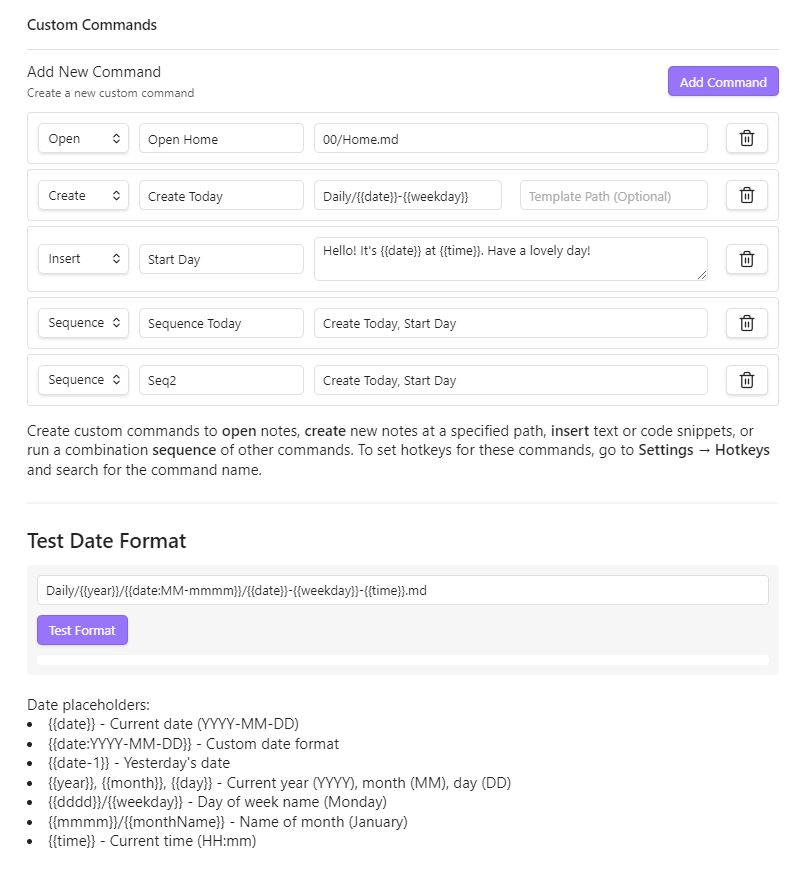 Custom Commands
Add New Command
Create a new custom command
Add Command
Open
Open Home
00/Home.md
Create
Create Today
Daily/{{date}}-{{weekday}}
Template Path (Optional)
Insert
Start Day
Hello! It's {{date}} at {{time}}. Have a lovely day!
Sequence
Sequence Today
Create Today, Start Day
Sequence
Seq2
Create Today, Start Day
Create custom commands to open notes, create new notes at a specified path, insert text or code snippets, or
run a combination sequence of other commands. To set hotkeys for these commands, go to Settings → Hotkeys
and search for the command name.
Test Date Format
Daily/{{year}}/{{date:MM-mmmm}}/{{date}}-{{weekday}}-{{time}}.md
Test Format
Date placeholders:
• {{date}} - Current date (YYYY-MM-DD)
• {{date:YYYY-MM-DD}} - Custom date format
• {{date-1}} - Yesterday's date
• {{year}}, {{month}}, {{day}} - Current year (YYYY), month (MM), day (DD)
• {{dddd}}/{{weekday}} - Day of week name (Monday)
• {{mmmm}}/{{monthName}} - Name of month (January)
• {{time}} - Current time (HH:mm)